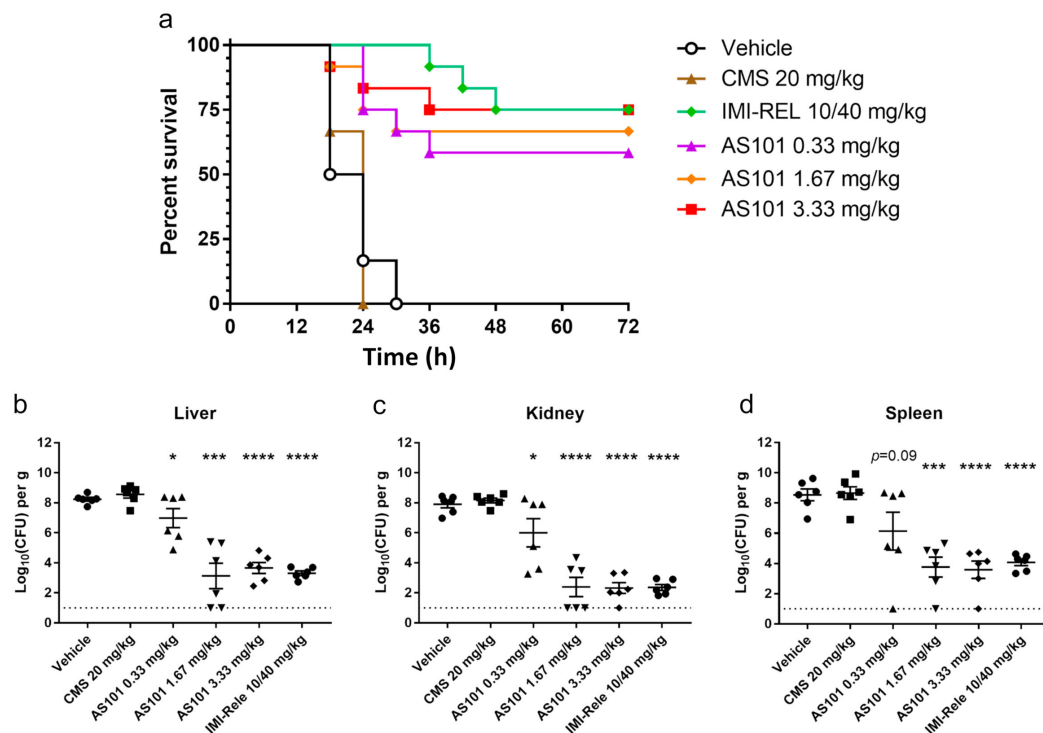 a
Percent survival
100
75
50
25
0
0 12 24 36 48 60 72
Time (h)
Vehicle
CMS 20 mg/kg
IMI-REL 10/40 mg/kg
AS101 0.33 mg/kg
AS101 1.67 mg/kg
AS101 3.33 mg/kg
b
Liver
Log10(CFU) per g
12
10
8
6
4
2
0
* *** **** ****
Vehicle
CMS 20 mg/kg
AS101 0.33 mg/kg
AS101 1.67 mg/kg
AS101 3.33 mg/kg
IMI-Rele 10/40 mg/kg
c
Kidney
Log10(CFU) per g
12
10
8
6
4
2
0
* **** **** ****
Vehicle
CMS 20 mg/kg
AS101 0.33 mg/kg
AS101 1.67 mg/kg
AS101 3.33 mg/kg
IMI-Rele 10/40 mg/kg
d
Spleen
Log10(CFU) per g
12
10
8
6
4
2
0
p=0.09 *** **** ****
Vehicle
CMS 20 mg/kg
AS101 0.33 mg/kg
AS101 1.67 mg/kg
AS101 3.33 mg/kg
IMI-Rele 10/40 mg/kg